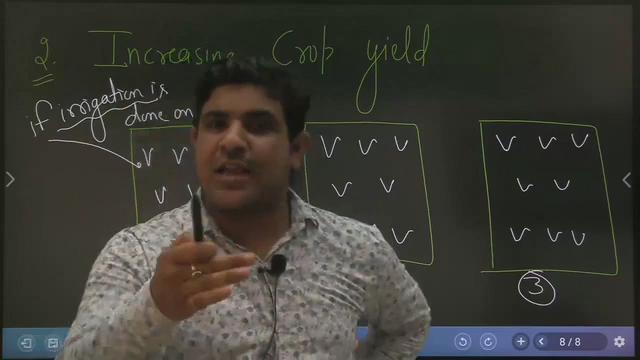 2. Increasing Crop yield
if irrigation is
done on
3
8/8